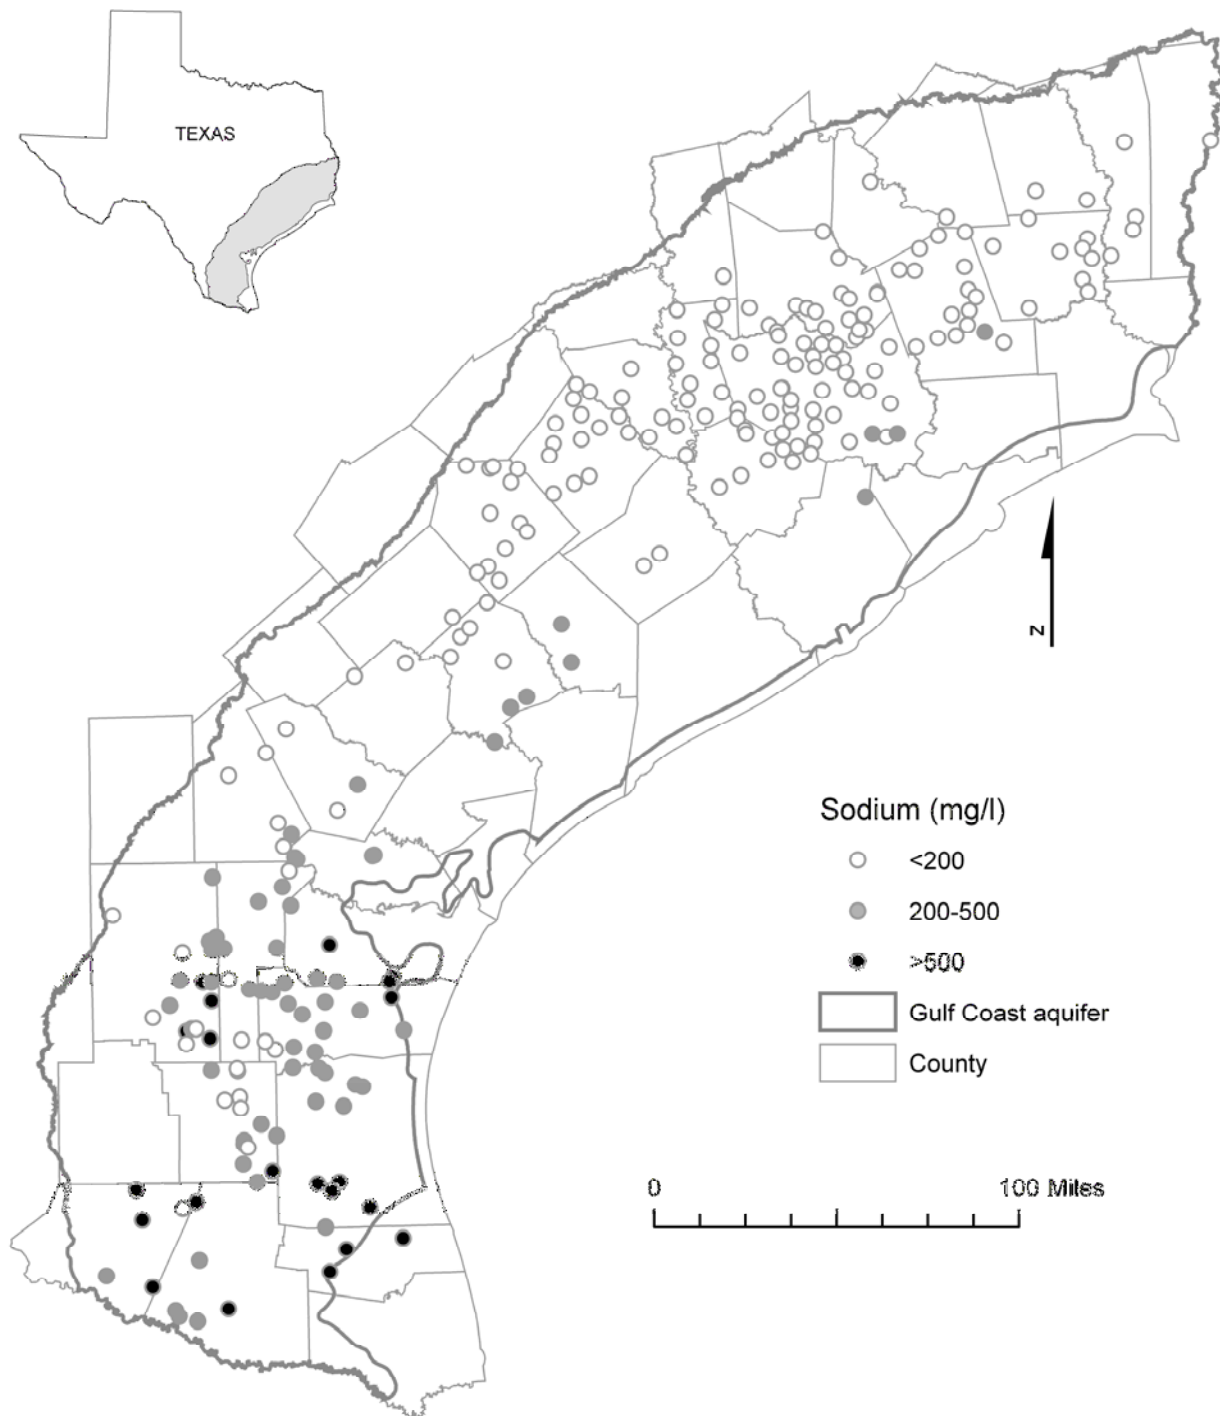 TEXAS
N
Sodium (mg/l)
<200
200-500
>500
Gulf Coast aquifer
County
0 100 Miles